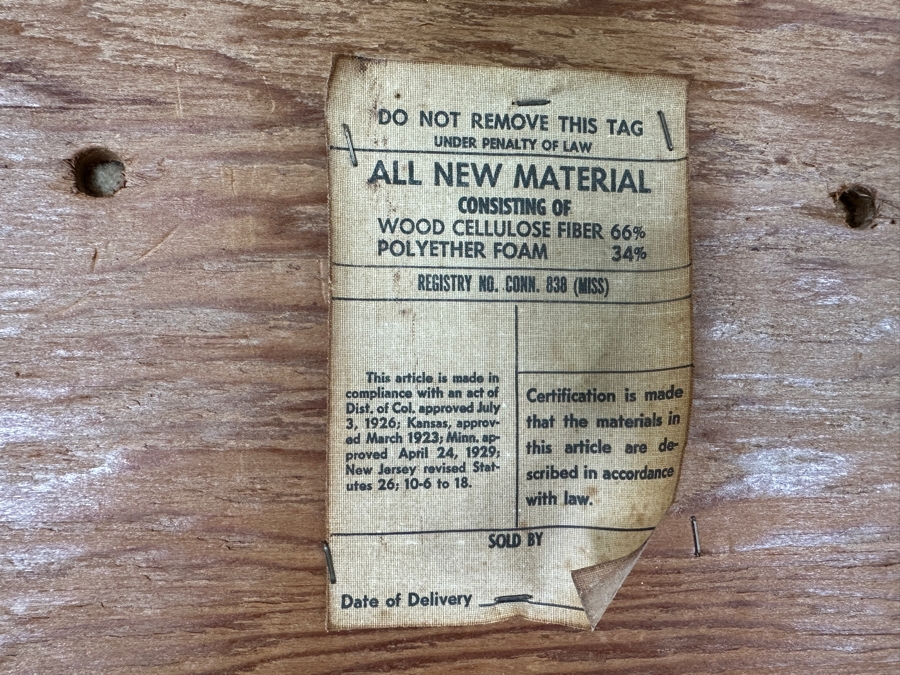 DO NOT REMOVE THIS TAG
UNDER PENALTY OF LAW
ALL NEW MATERIAL
CONSISTING OF
WOOD CELLULOSE FIBER 66%
POLYETHER FOAM 34%
REGISTRY NO. CONN. 838 (MISS)
This article is made in
compliance with an act of
Dist. of Col. approved July
3, 1926; Kansas, approv-
ed March 1923; Minn. ap-
proved April 24, 1929;
New Jersey revised Stat-
utes 26; 10-6 to 18.
Certification is made
that the materials in
this article are de-
scribed in accordance
with law.
SOLD BY
Date of Delivery